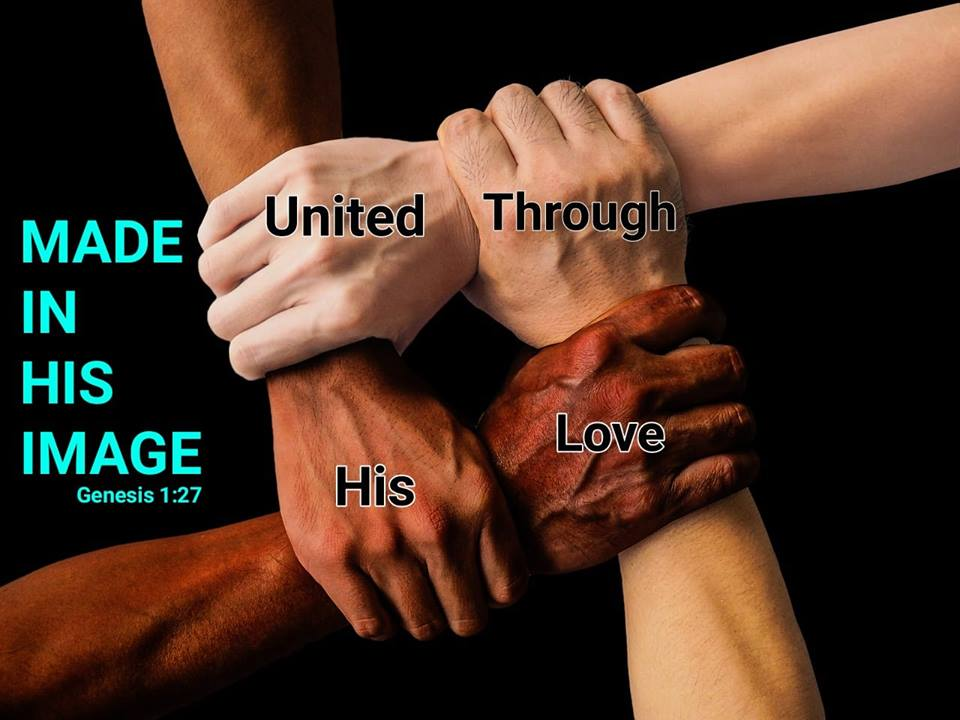 MADE
IN
HIS
IMAGE
Genesis 1:27
United Through
His Love